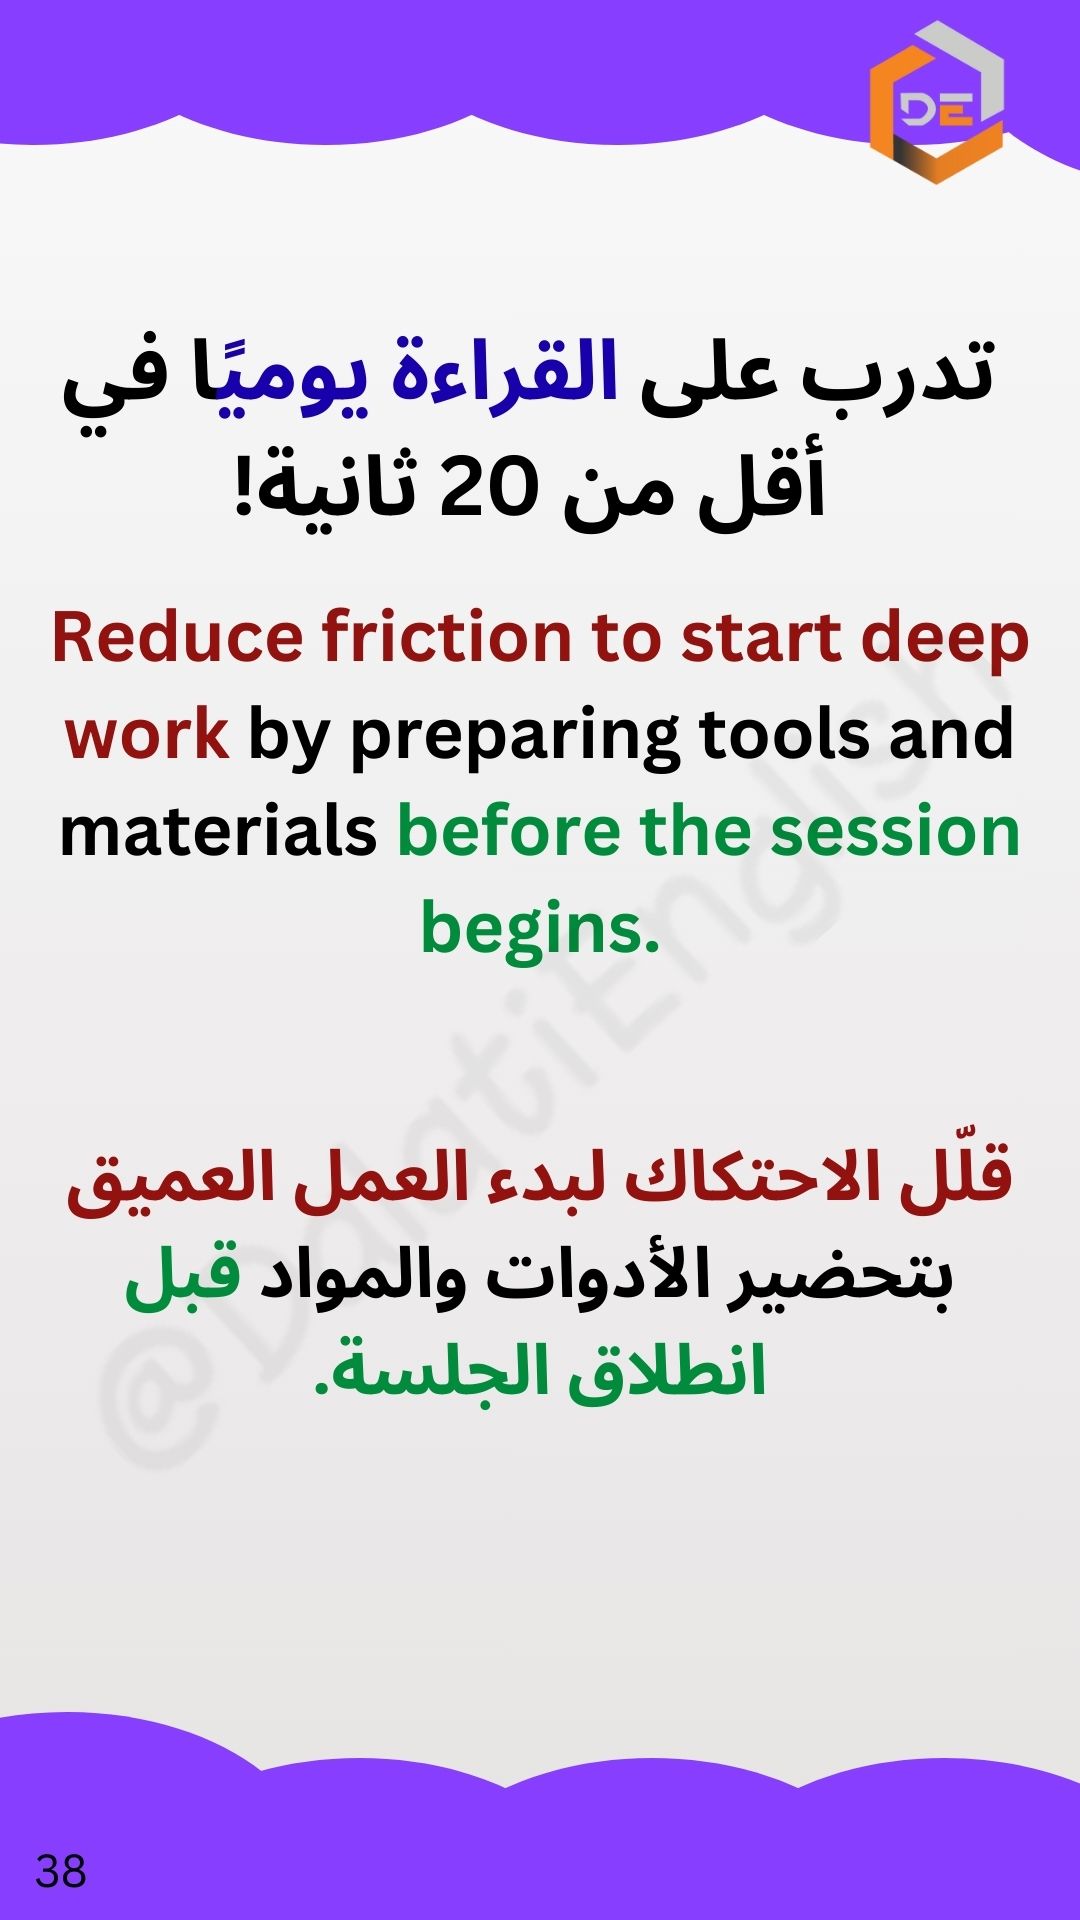 DE
تدرب على القراءة يوميًا في
أقل من 20 ثانية!
Reduce friction to start deep
work by preparing tools and
materials before the session
begins.
@DalatiEnglish
قلّل الاحتكاك لبدء العمل العميق
بتحضير الأدوات والمواد قبل
انطلاق الجلسة.
38